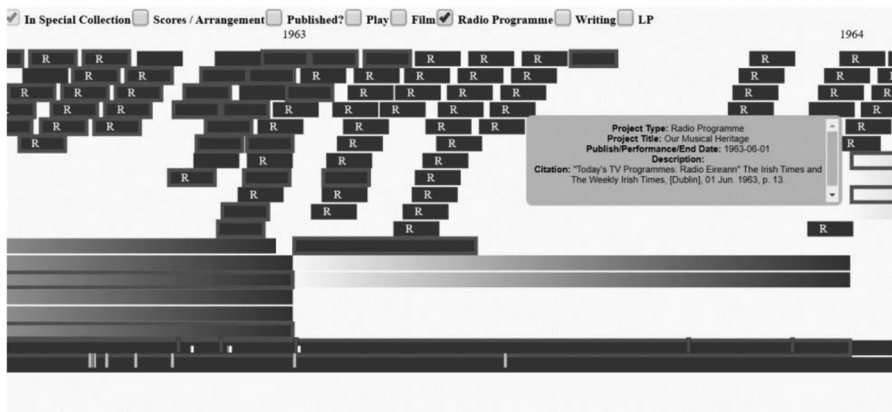 In Special Collection Scores / Arrangement Published? Play Film Radio Programme Writing LP
1963 1964
R R R R R R R
R R R R R R R R R
R R R R R R R R R R
R R R R R R R R R
R R R R R R R
R R R R R
R R R
R R
R R
R R
R R
Project Type: Radio Programme
Project Title: Our Musical Heritage
Publish/Performance/End Date: 1963-06-01
Description:
Citation: "Today's TV Programmes: Radio Eireann" The Irish Times and
The Weekly Irish Times, [Dublin], 01 Jun. 1963, p. 13.